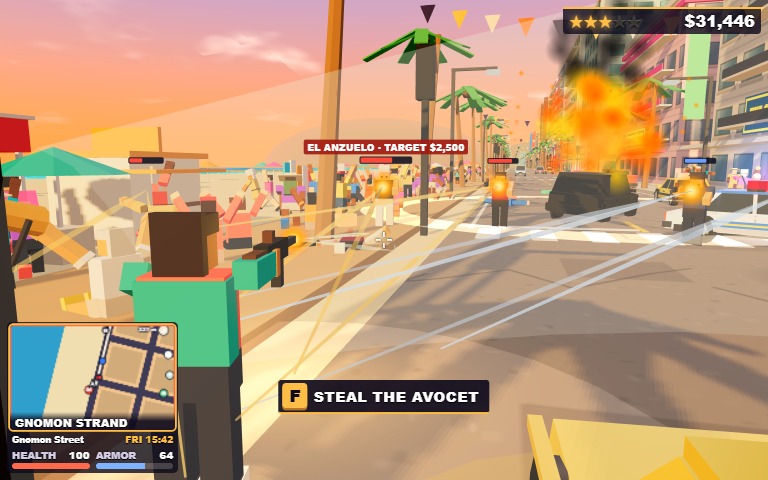 $31,446
EL ANZUELO - TARGET $2,500
F STEAL THE AVOCET
GNOMON STRAND
Gnomon Street FRI 15:42
HEALTH 100 ARMOR 64